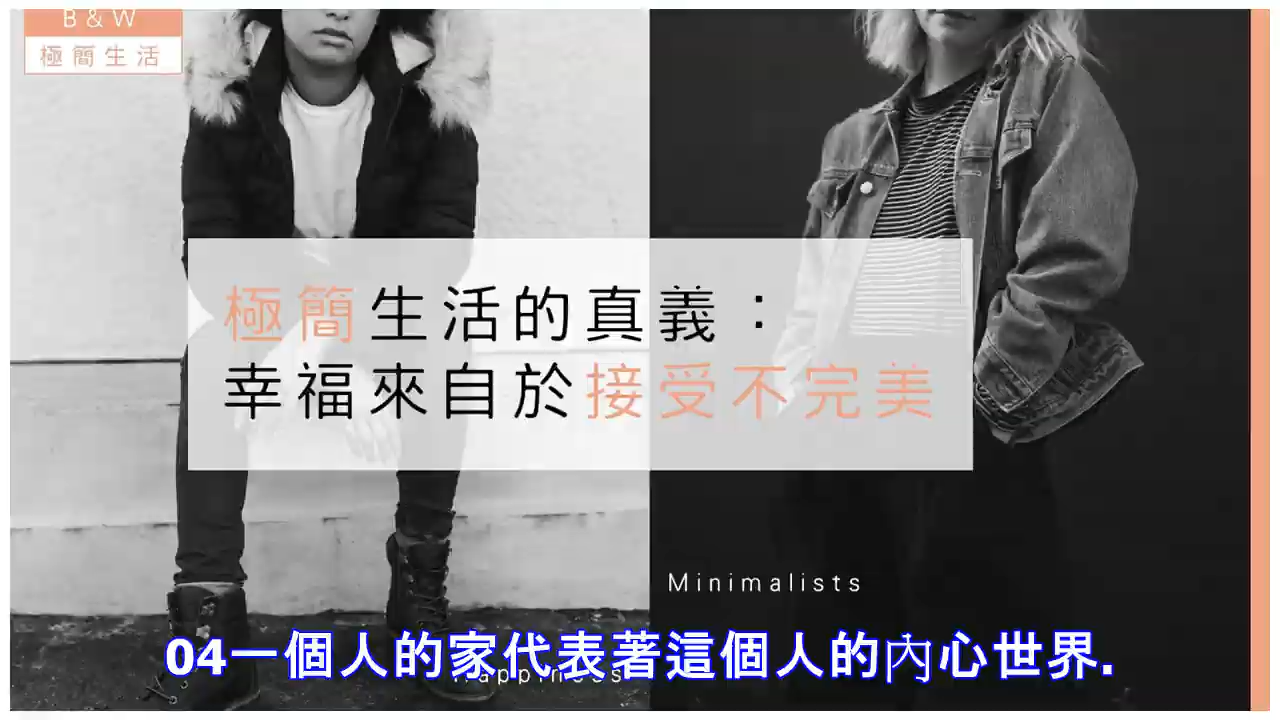 B & W
極簡生活
極簡生活的真義：
幸福來自於接受不完美
Minimalists
Happiness
04一個人的家代表著這個人的內心世界.